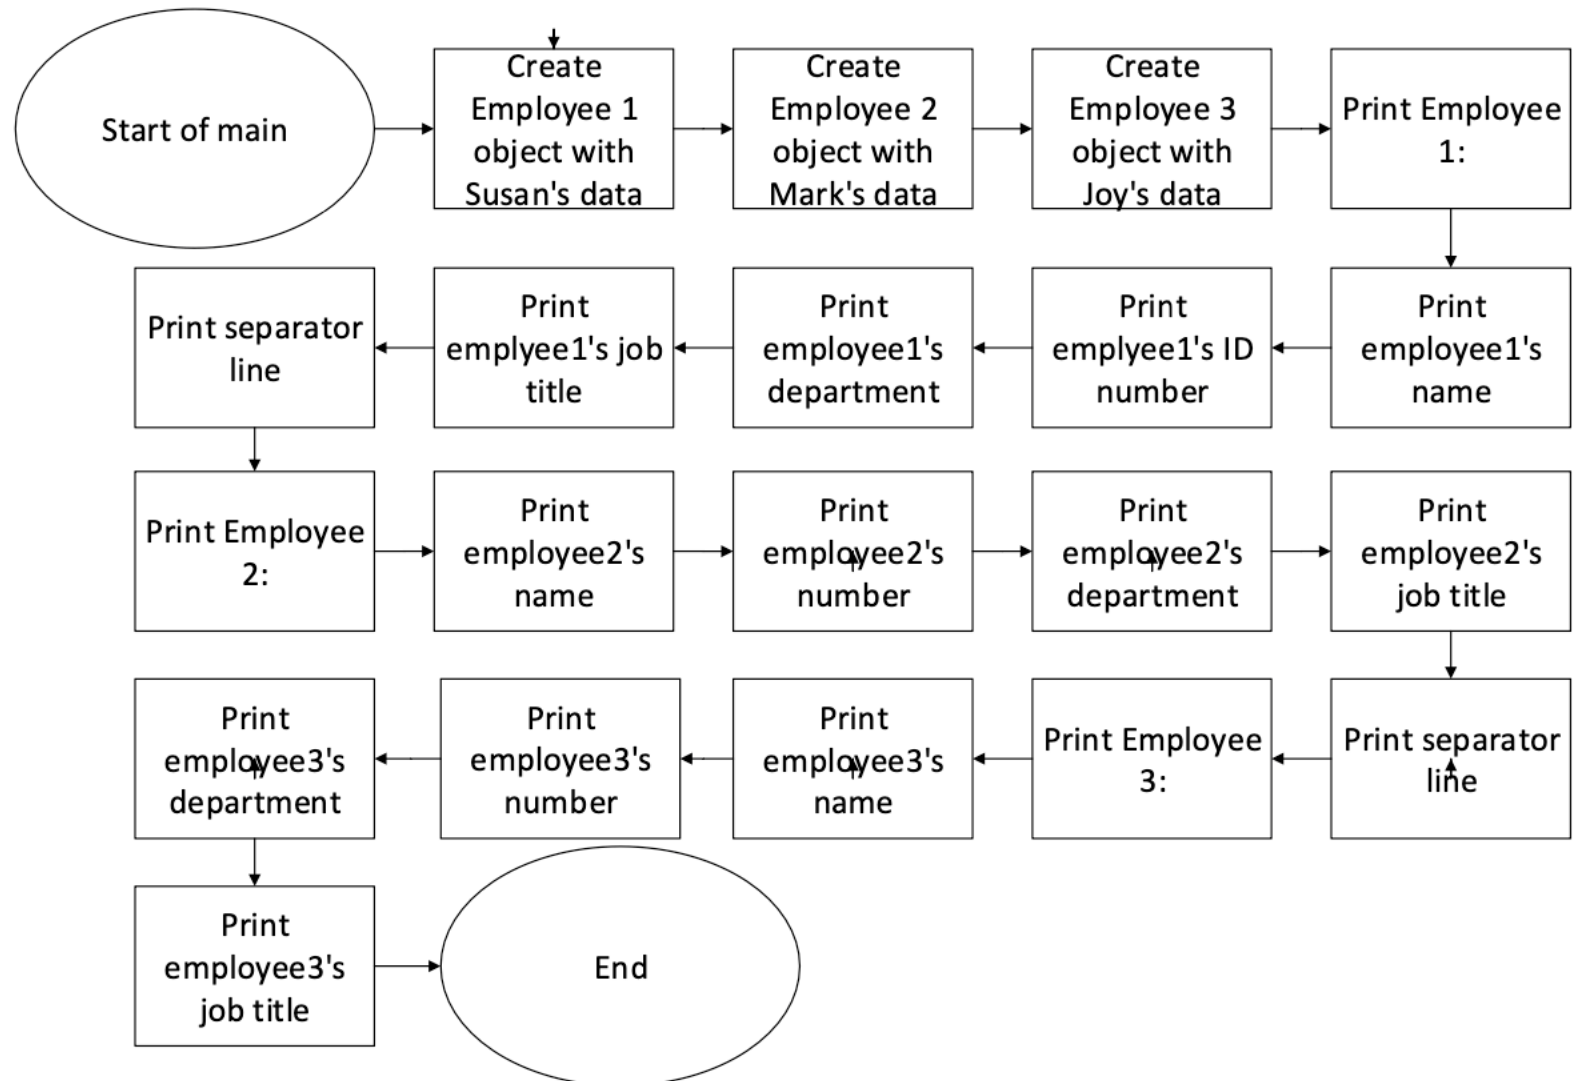 Start of main
Create
Employee 1
object with
Susan's data
Create
Employee 2
object with
Mark's data
Create
Employee 3
object with
Joy's data
Print Employee
1:
Print
employee1's
name
Print
emplyee1's ID
number
Print
employee1's
department
Print
emplyee1's job
title
Print separator
line
Print Employee
2:
Print
employee2's
name
Print
employee2's
number
Print
employee2's
department
Print
employee2's
job title
Print separator
line
Print Employee
3:
Print
employee3's
name
Print
employee3's
number
Print
employee3's
department
Print
employee3's
job title
End